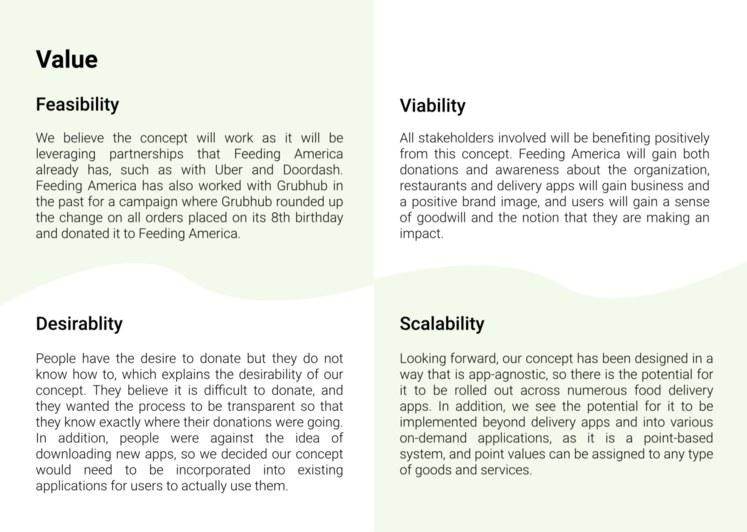 Value
Feasibility
We believe the concept will work as it will be
leveraging partnerships that Feeding America
already has, such as with Uber and Doordash.
Feeding America has also worked with Grubhub in
the past for a campaign where Grubhub rounded up
the change on all orders placed on its 8th birthday
and donated it to Feeding America.
Viability
All stakeholders involved will be benefiting positively
from this concept. Feeding America will gain both
donations and awareness about the organization,
restaurants and delivery apps will gain business and
a positive brand image, and users will gain a sense
of goodwill and the notion that they are making an
impact.
Desirablity
People have the desire to donate but they do not
know how to, which explains the desirability of our
concept. They believe it is difficult to donate, and
they wanted the process to be transparent so that
they know exactly where their donations were going.
In addition, people were against the idea of
downloading new apps, so we decided our concept
would need to be incorporated into existing
applications for users to actually use them.
Scalability
Looking forward, our concept has been designed in a
way that is app-agnostic, so there is the potential for
it to be rolled out across numerous food delivery
apps. In addition, we see the potential for it to be
implemented beyond delivery apps and into various
on-demand applications, as it is a point-based
system, and point values can be assigned to any type
of goods and services.